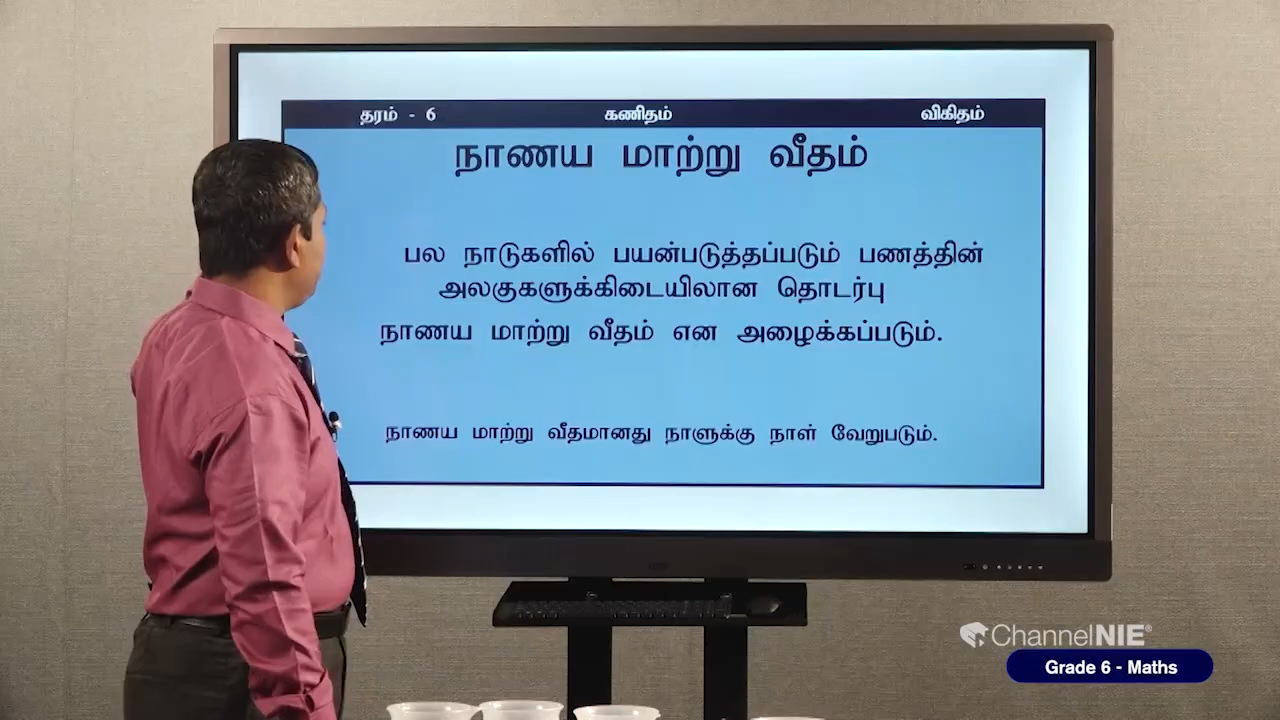 தரம் - 6 கணிதம் விகிதம்
நாணய மாற்று வீதம்
பல நாடுகளில் பயன்படுத்தப்படும் பணத்தின்
அலகுகளுக்கிடையிலான தொடர்பு
நாணய மாற்று வீதம் என அழைக்கப்படும்.
நாணய மாற்று வீதமானது நாளுக்கு நாள் வேறுபடும்.
ChannelNIE®
Grade 6 - Maths